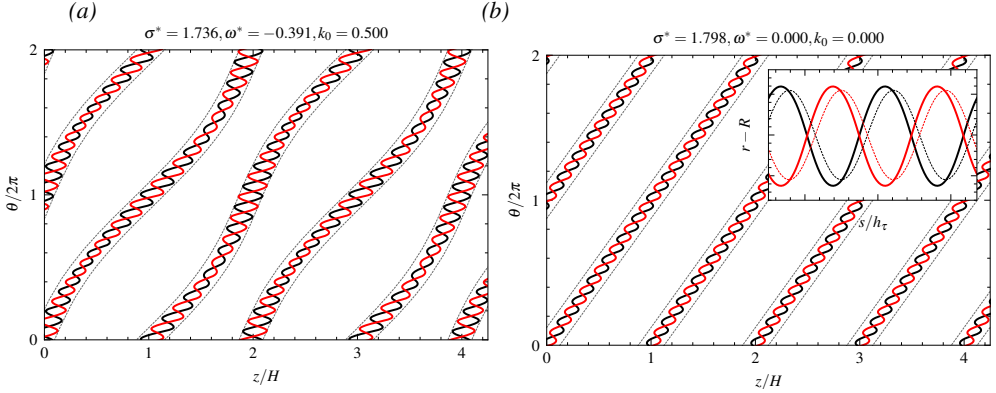 (a)
σ* = 1.736, ω* = −0.391, k₀ = 0.500
θ/2π
2
1
0
0 1 2 3 4
z/H
(b)
σ* = 1.798, ω* = 0.000, k₀ = 0.000
θ/2π
2
1
0
r − R
s/hτ
0 1 2 3 4
z/H